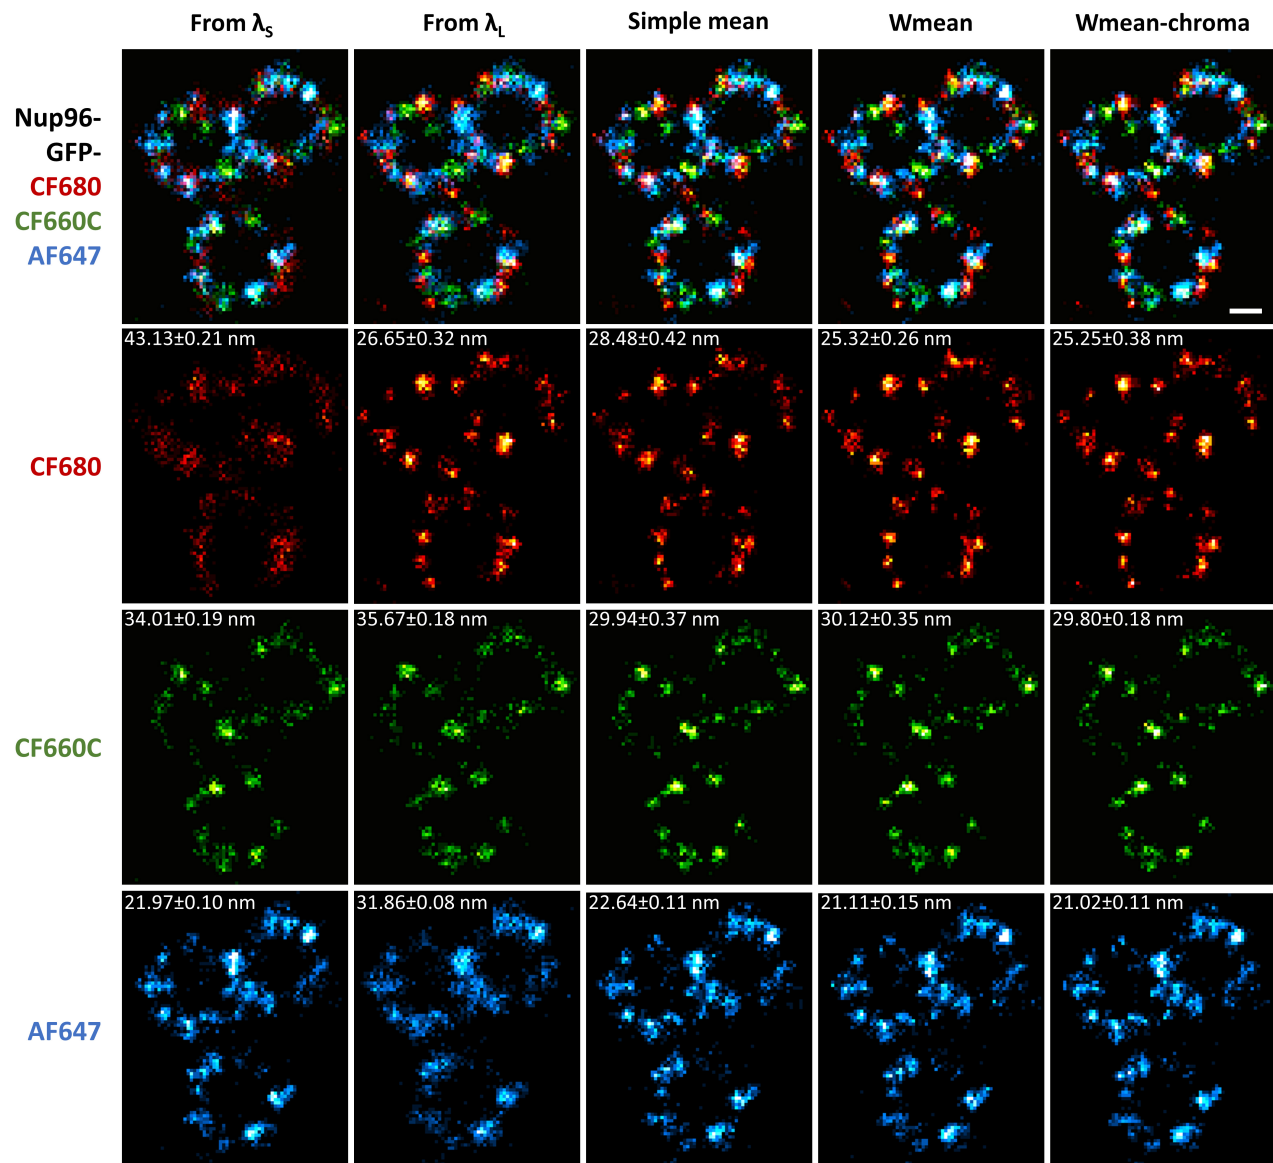 From λS
From λL
Simple mean
Wmean
Wmean-chroma
Nup96-
GFP-
CF680
CF660C
AF647
43.13±0.21 nm
26.65±0.32 nm
28.48±0.42 nm
25.32±0.26 nm
25.25±0.38 nm
CF680
34.01±0.19 nm
35.67±0.18 nm
29.94±0.37 nm
30.12±0.35 nm
29.80±0.18 nm
CF660C
21.97±0.10 nm
31.86±0.08 nm
22.64±0.11 nm
21.11±0.15 nm
21.02±0.11 nm
AF647